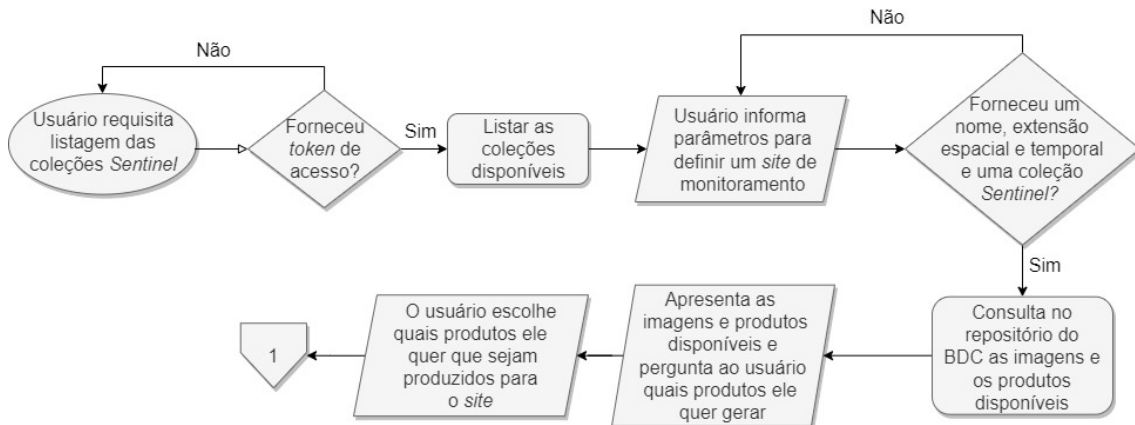 Não
Usuário requisita
listagem das
coleções Sentinel
Forneceu
token de
acesso?
Sim
Listar as
coleções
disponíveis
Não
Usuário informa
parâmetros para
definir um site de
monitoramento
Forneceu um
nome, extensão
espacial e temporal
e uma coleção
Sentinel?
Sim
Consulta no
repositório do
BDC as imagens e
os produtos
disponíveis
Apresenta as
imagens e produtos
disponíveis e
pergunta ao usuário
quais produtos ele
quer gerar
O usuário escolhe
quais produtos ele
quer que sejam
produzidos para
o site
1